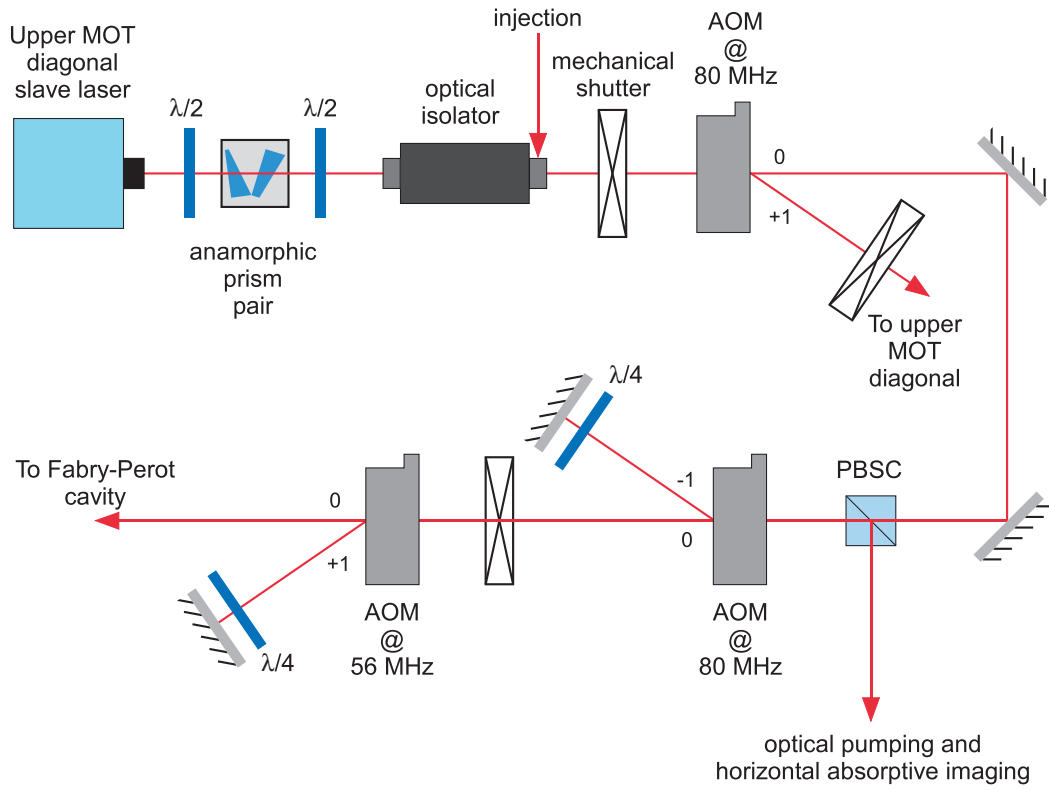 Upper MOT
diagonal
slave laser
λ/2
λ/2
anamorphic
prism
pair
optical
isolator
injection
mechanical
shutter
AOM
@
80 MHz
0
+1
To upper
MOT
diagonal
λ/4
-1
0
PBSC
To Fabry-Perot
cavity
0
+1
λ/4
AOM
@
56 MHz
AOM
@
80 MHz
optical pumping and
horizontal absorptive imaging